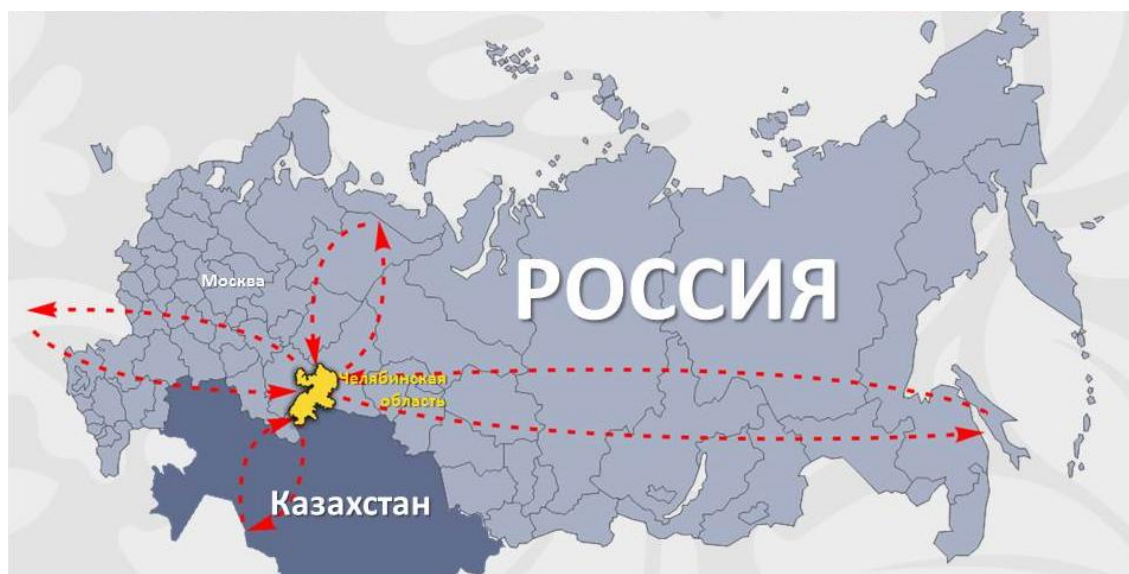 РОССИЯ
Москва
Челябинская
область
Казахстан